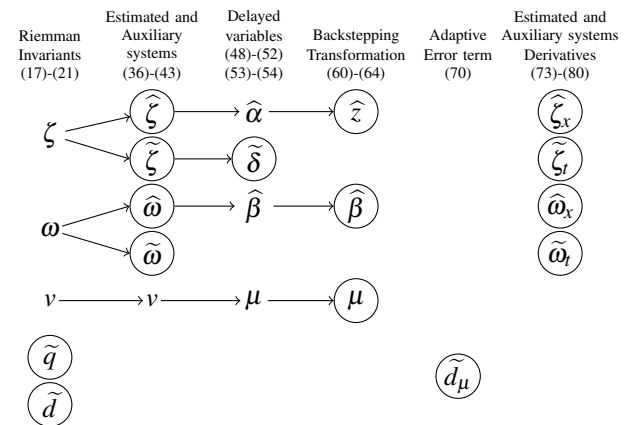 Riemman Invariants (17)-(21)
Estimated and Auxiliary systems (36)-(43)
Delayed variables (48)-(52) (53)-(54)
Backstepping Transformation (60)-(64)
Adaptive Error term (70)
Estimated and Auxiliary systems Derivatives (73)-(80)
ζ
ζ̂ α̂ ẑ ζ̂ₓ
ζ̃ δ̃ ζ̃ₜ
ω
ω̂ β̂ β̂ ω̂ₓ
ω̃ ω̃ₜ
v v μ μ
q̃
d̃ d̃_μ